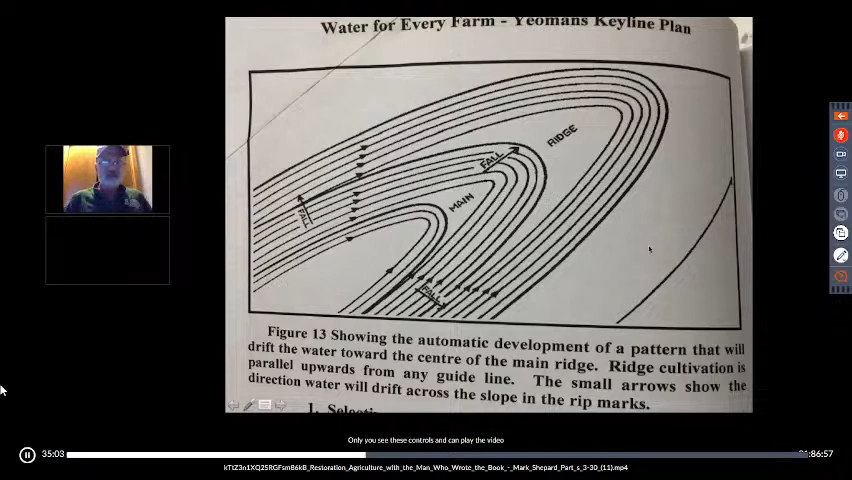 Water for Every Farm - Yeomans Keyline Plan
RIDGE
FALL
MAIN
FALL
FALL
Figure 13 Showing the automatic development of a pattern that will
drift the water toward the centre of the main ridge. Ridge cultivation is
parallel upwards from any guide line. The small arrows show the
direction water will drift across the slope in the rip marks.
Only you see these controls and can play the video
35:03
kTtZ3n1XQ25RGFsmB6kB_Restoration_Agriculture_with_the_Man_Who_Wrote_the_Book_-_Mark_Shepard_Part_s_3-30_(11).mp4